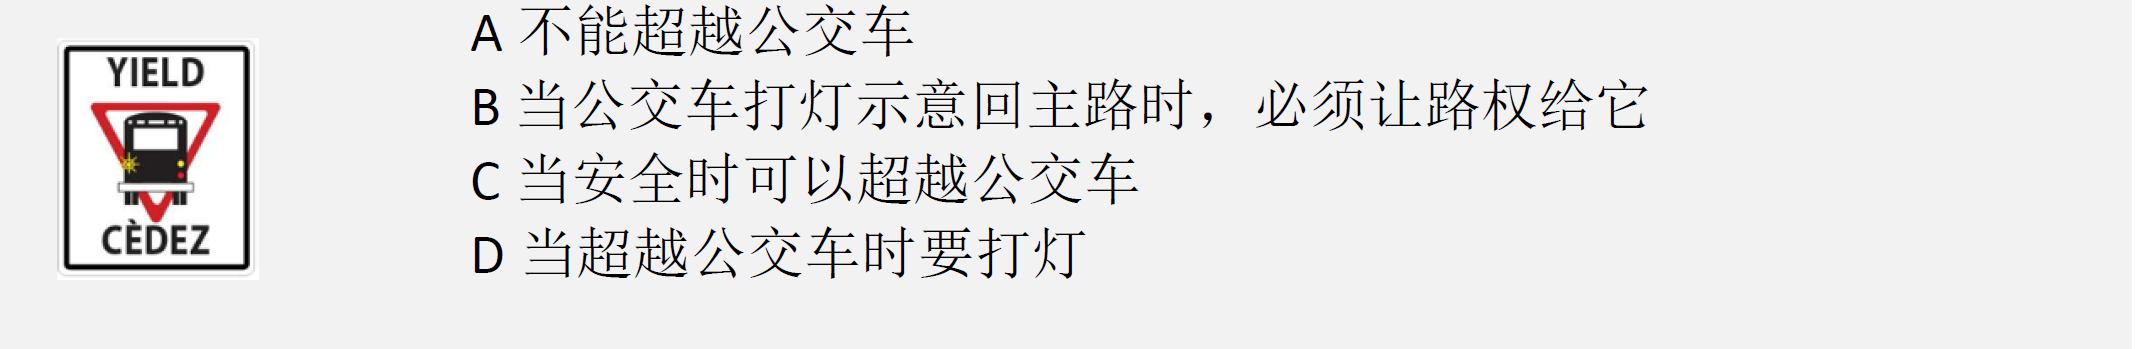 YIELD
CÈDEZ
A 不能超越公交车
B 当公交车打灯示意回主路时，必须让路权给它
C 当安全时可以超越公交车
D 当超越公交车时要打灯